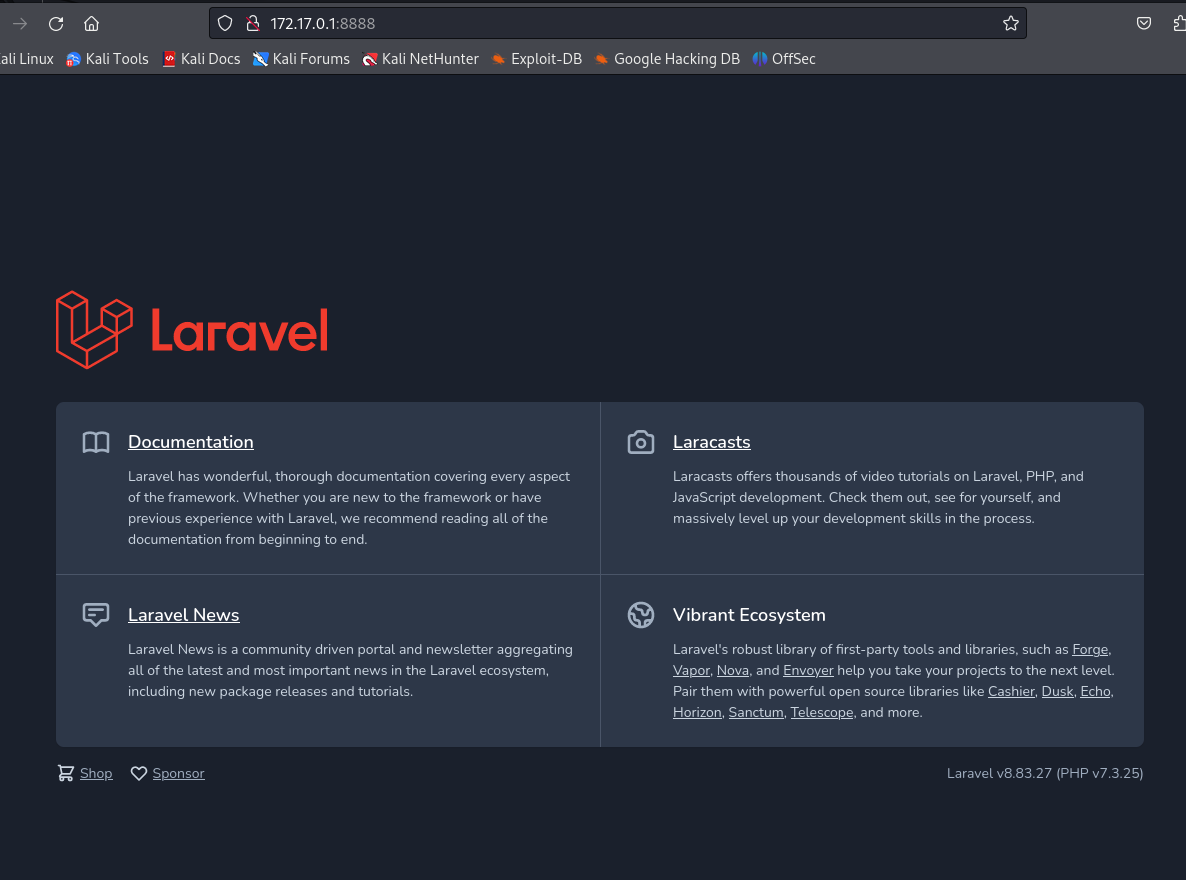 172.17.0.1:8888
ali Linux Kali Tools Kali Docs Kali Forums Kali NetHunter Exploit-DB Google Hacking DB OffSec
Laravel
Documentation
Laravel has wonderful, thorough documentation covering every aspect
of the framework. Whether you are new to the framework or have
previous experience with Laravel, we recommend reading all of the
documentation from beginning to end.
Laracasts
Laracasts offers thousands of video tutorials on Laravel, PHP, and
JavaScript development. Check them out, see for yourself, and
massively level up your development skills in the process.
Laravel News
Laravel News is a community driven portal and newsletter aggregating
all of the latest and most important news in the Laravel ecosystem,
including new package releases and tutorials.
Vibrant Ecosystem
Laravel's robust library of first-party tools and libraries, such as Forge,
Vapor, Nova, and Envoyer help you take your projects to the next level.
Pair them with powerful open source libraries like Cashier, Dusk, Echo,
Horizon, Sanctum, Telescope, and more.
Shop Sponsor
Laravel v8.83.27 (PHP v7.3.25)